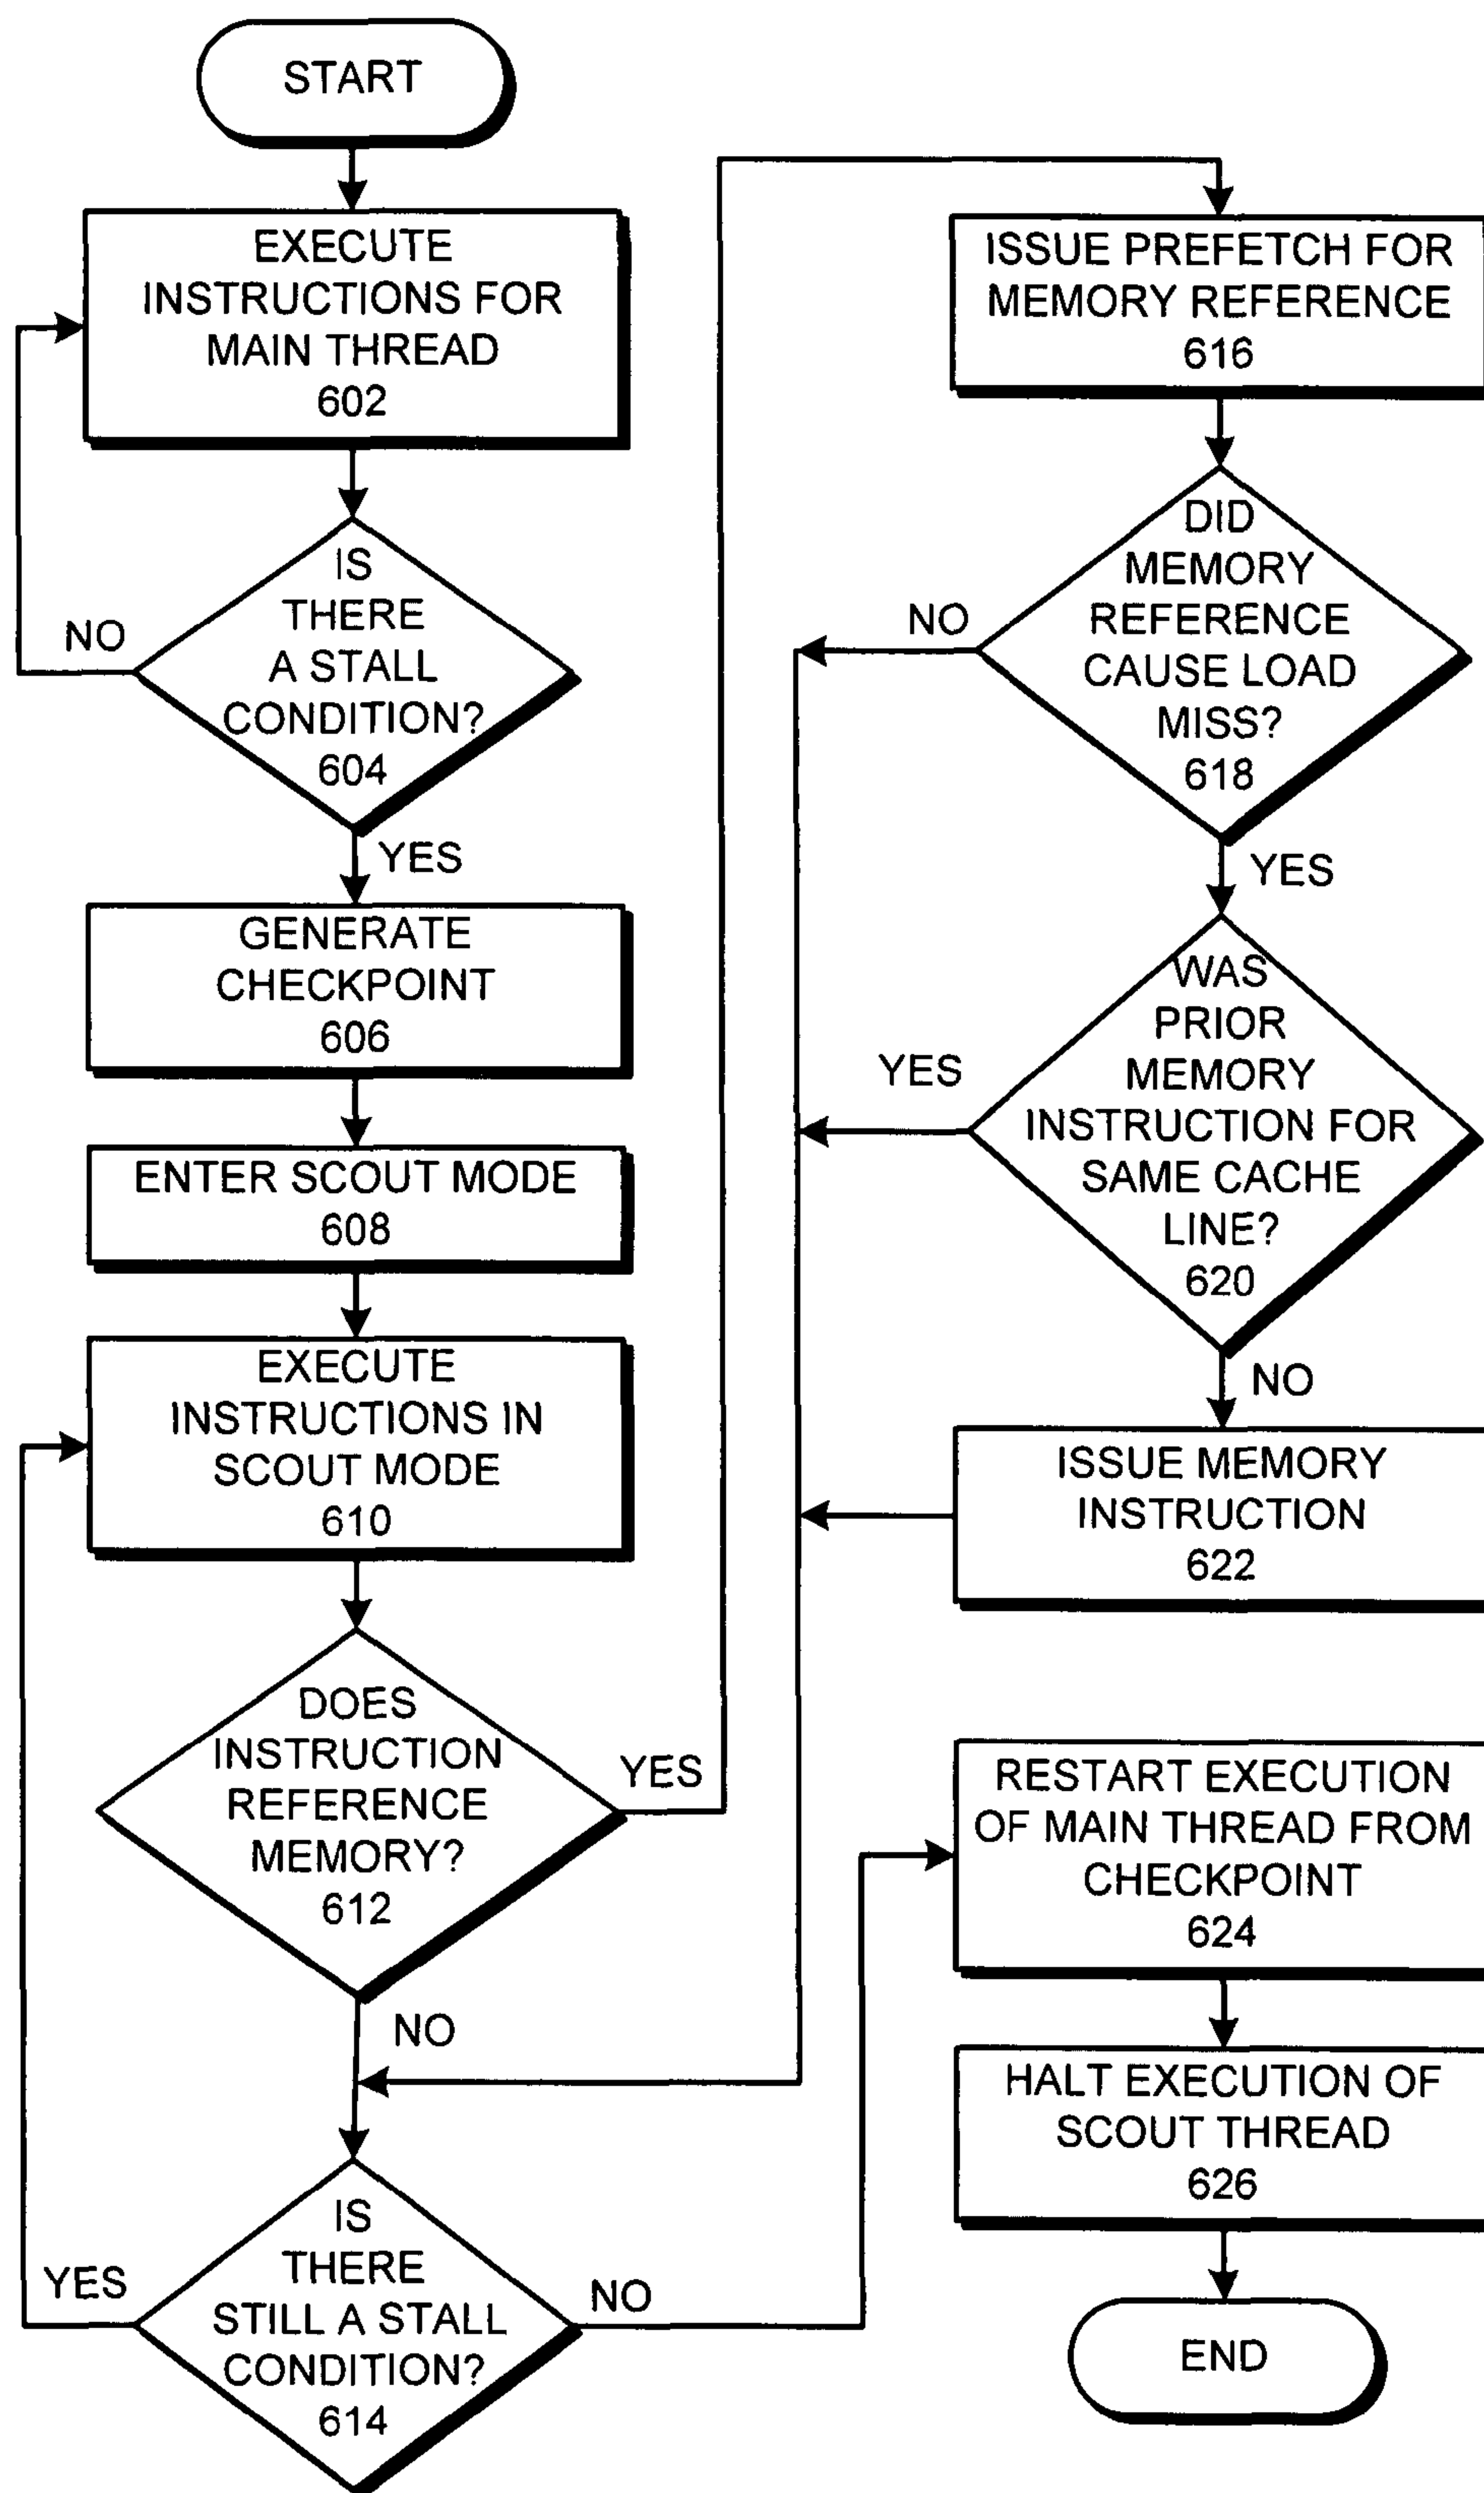 START
EXECUTE
INSTRUCTIONS FOR
MAIN THREAD
602
IS
THERE
A STALL
CONDITION?
604
NO
YES
GENERATE
CHECKPOINT
606
ENTER SCOUT MODE
608
EXECUTE
INSTRUCTIONS IN
SCOUT MODE
610
DOES
INSTRUCTION
REFERENCE
MEMORY?
612
YES
NO
IS
THERE
STILL A STALL
CONDITION?
614
YES
NO
ISSUE PREFETCH FOR
MEMORY REFERENCE
616
DID
MEMORY
REFERENCE
CAUSE LOAD
MISS?
618
NO
YES
WAS
PRIOR
MEMORY
INSTRUCTION FOR
SAME CACHE
LINE?
620
YES
NO
ISSUE MEMORY
INSTRUCTION
622
RESTART EXECUTION
OF MAIN THREAD FROM
CHECKPOINT
624
HALT EXECUTION OF
SCOUT THREAD
626
END